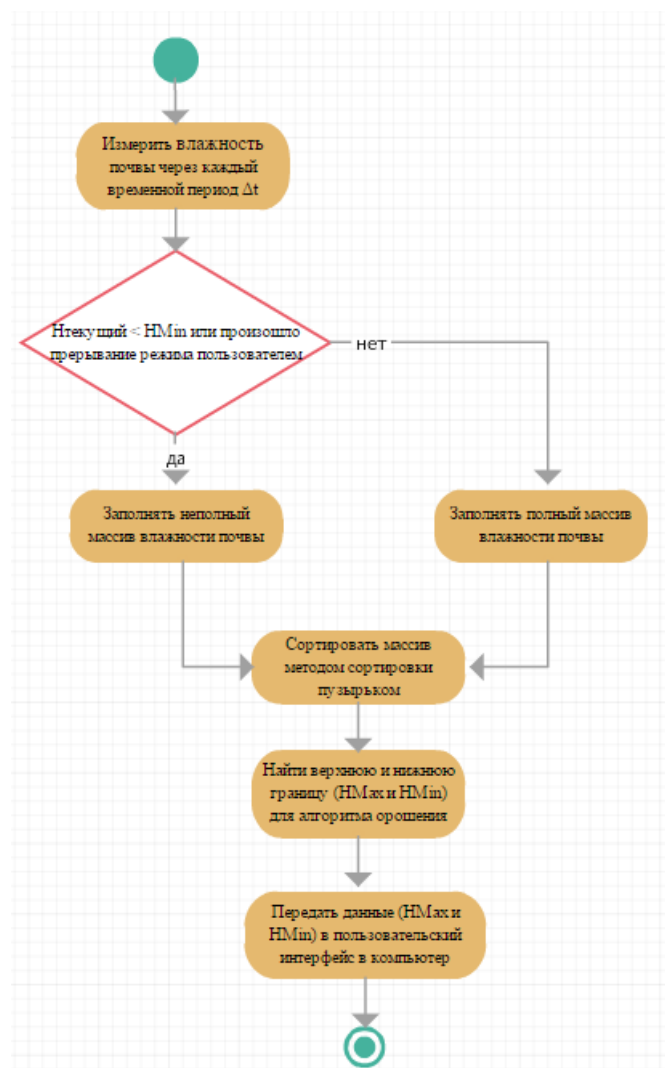 Измерить влажность
почвы через каждый
временной период Δt
Hтекущий < HMin или произошло
прерывание режима пользователем
нет
да
Заполнять неполный
массив влажности почвы
Заполнять полный массив
влажности почвы
Сортировать массив
методом сортировки
пузырьком
Найти верхнюю и нижнюю
границу (HMax и HMin)
для алгоритма орошения
Передать данные (HMax и
HMin) в пользовательский
интерфейс в компьютер